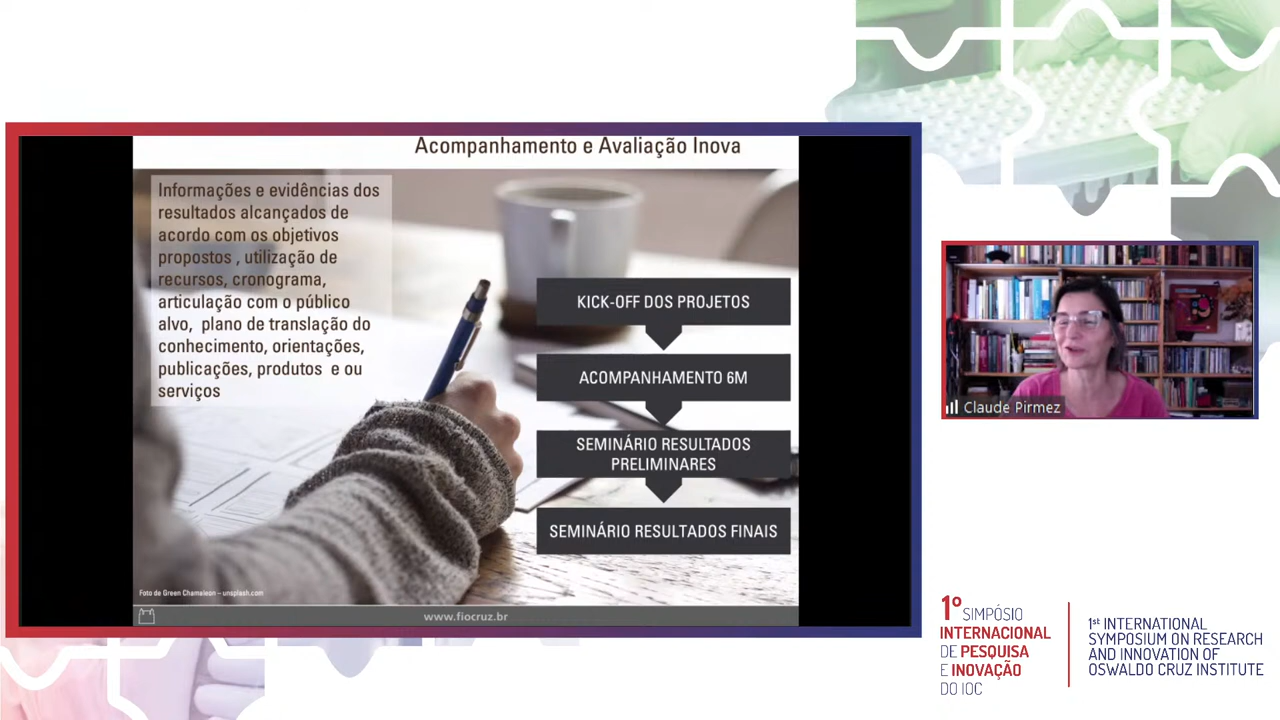 Acompanhamento e Avaliação Inova
Informações e evidências dos
resultados alcançados de
acordo com os objetivos
propostos , utilização de
recursos, cronograma,
articulação com o público
alvo, plano de translação do
conhecimento, orientações,
publicações, produtos e ou
serviços
KICK-OFF DOS PROJETOS
ACOMPANHAMENTO 6M
SEMINÁRIO RESULTADOS
PRELIMINARES
SEMINÁRIO RESULTADOS FINAIS
Foto de Green Chamaleon – unsplash.com
www.fiocruz.br
Claude Pirmez
1º SIMPÓSIO
INTERNACIONAL
DE PESQUISA
E INOVAÇÃO
DO IOC
1st INTERNATIONAL
SYMPOSIUM ON RESEARCH
AND INNOVATION OF
OSWALDO CRUZ INSTITUTE